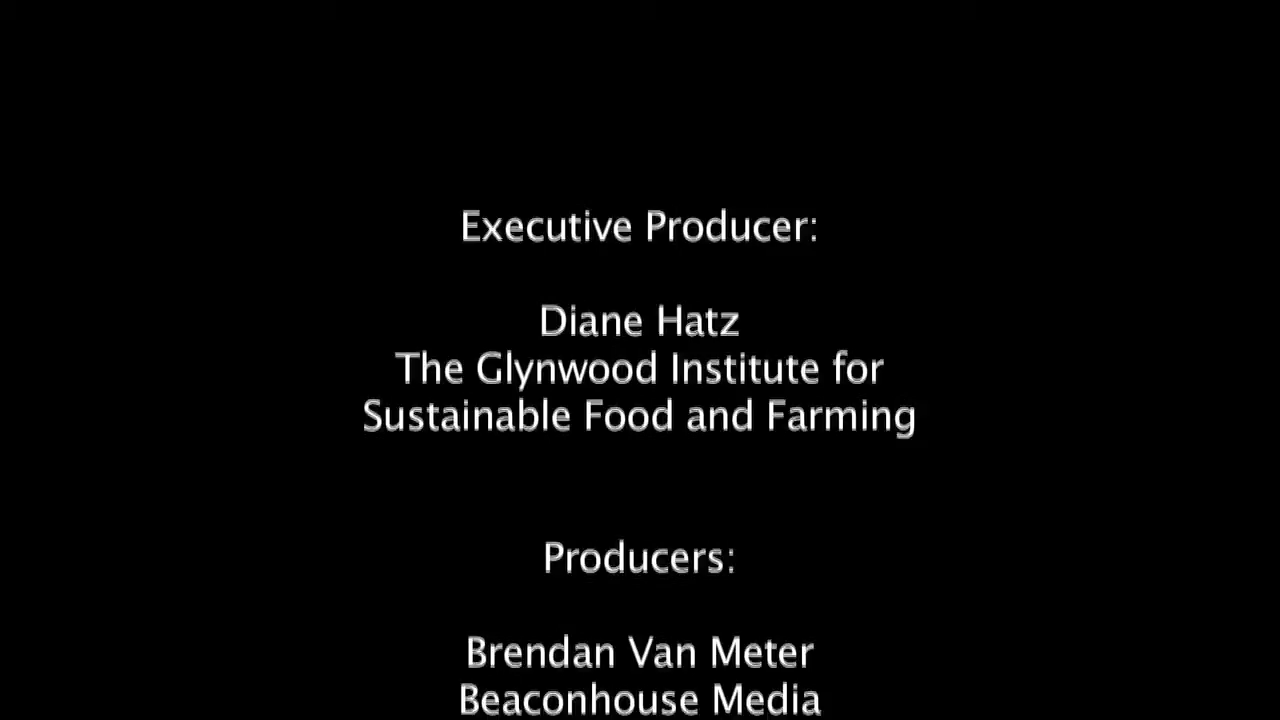 Executive Producer:
Diane Hatz
The Glynwood Institute for
Sustainable Food and Farming
Producers:
Brendan Van Meter
Beaconhouse Media